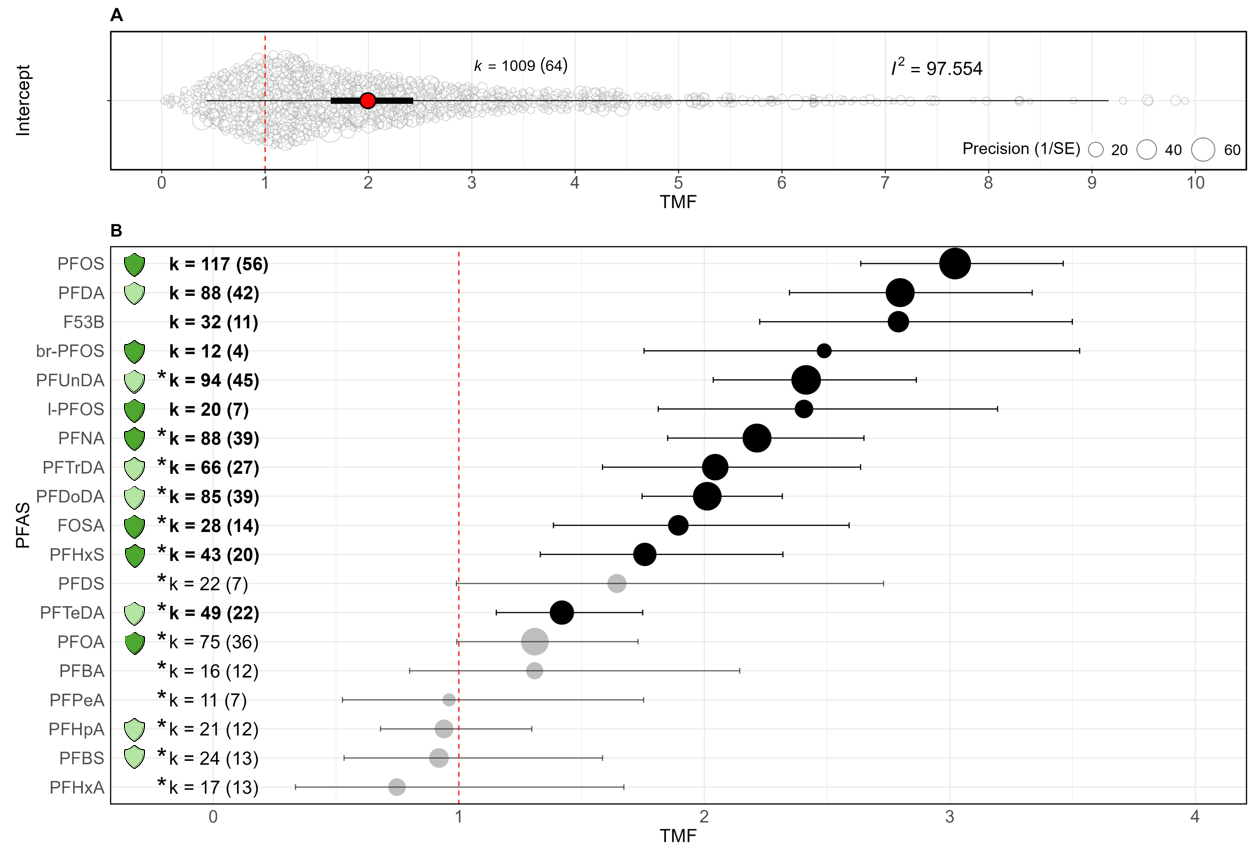 A
Intercept
k = 1009 (64)
I² = 97.554
Precision (1/SE) 20 40 60
0 1 2 3 4 5 6 7 8 9 10
TMF
B
PFAS
PFOS k = 117 (56)
PFDA k = 88 (42)
F53B k = 32 (11)
br-PFOS k = 12 (4)
PFUnDA *k = 94 (45)
l-PFOS k = 20 (7)
PFNA *k = 88 (39)
PFTrDA *k = 66 (27)
PFDoDA *k = 85 (39)
FOSA *k = 28 (14)
PFHxS *k = 43 (20)
PFDS *k = 22 (7)
PFTeDA *k = 49 (22)
PFOA *k = 75 (36)
PFBA *k = 16 (12)
PFPeA *k = 11 (7)
PFHpA *k = 21 (12)
PFBS *k = 24 (13)
PFHxA *k = 17 (13)
0 1 2 3 4
TMF